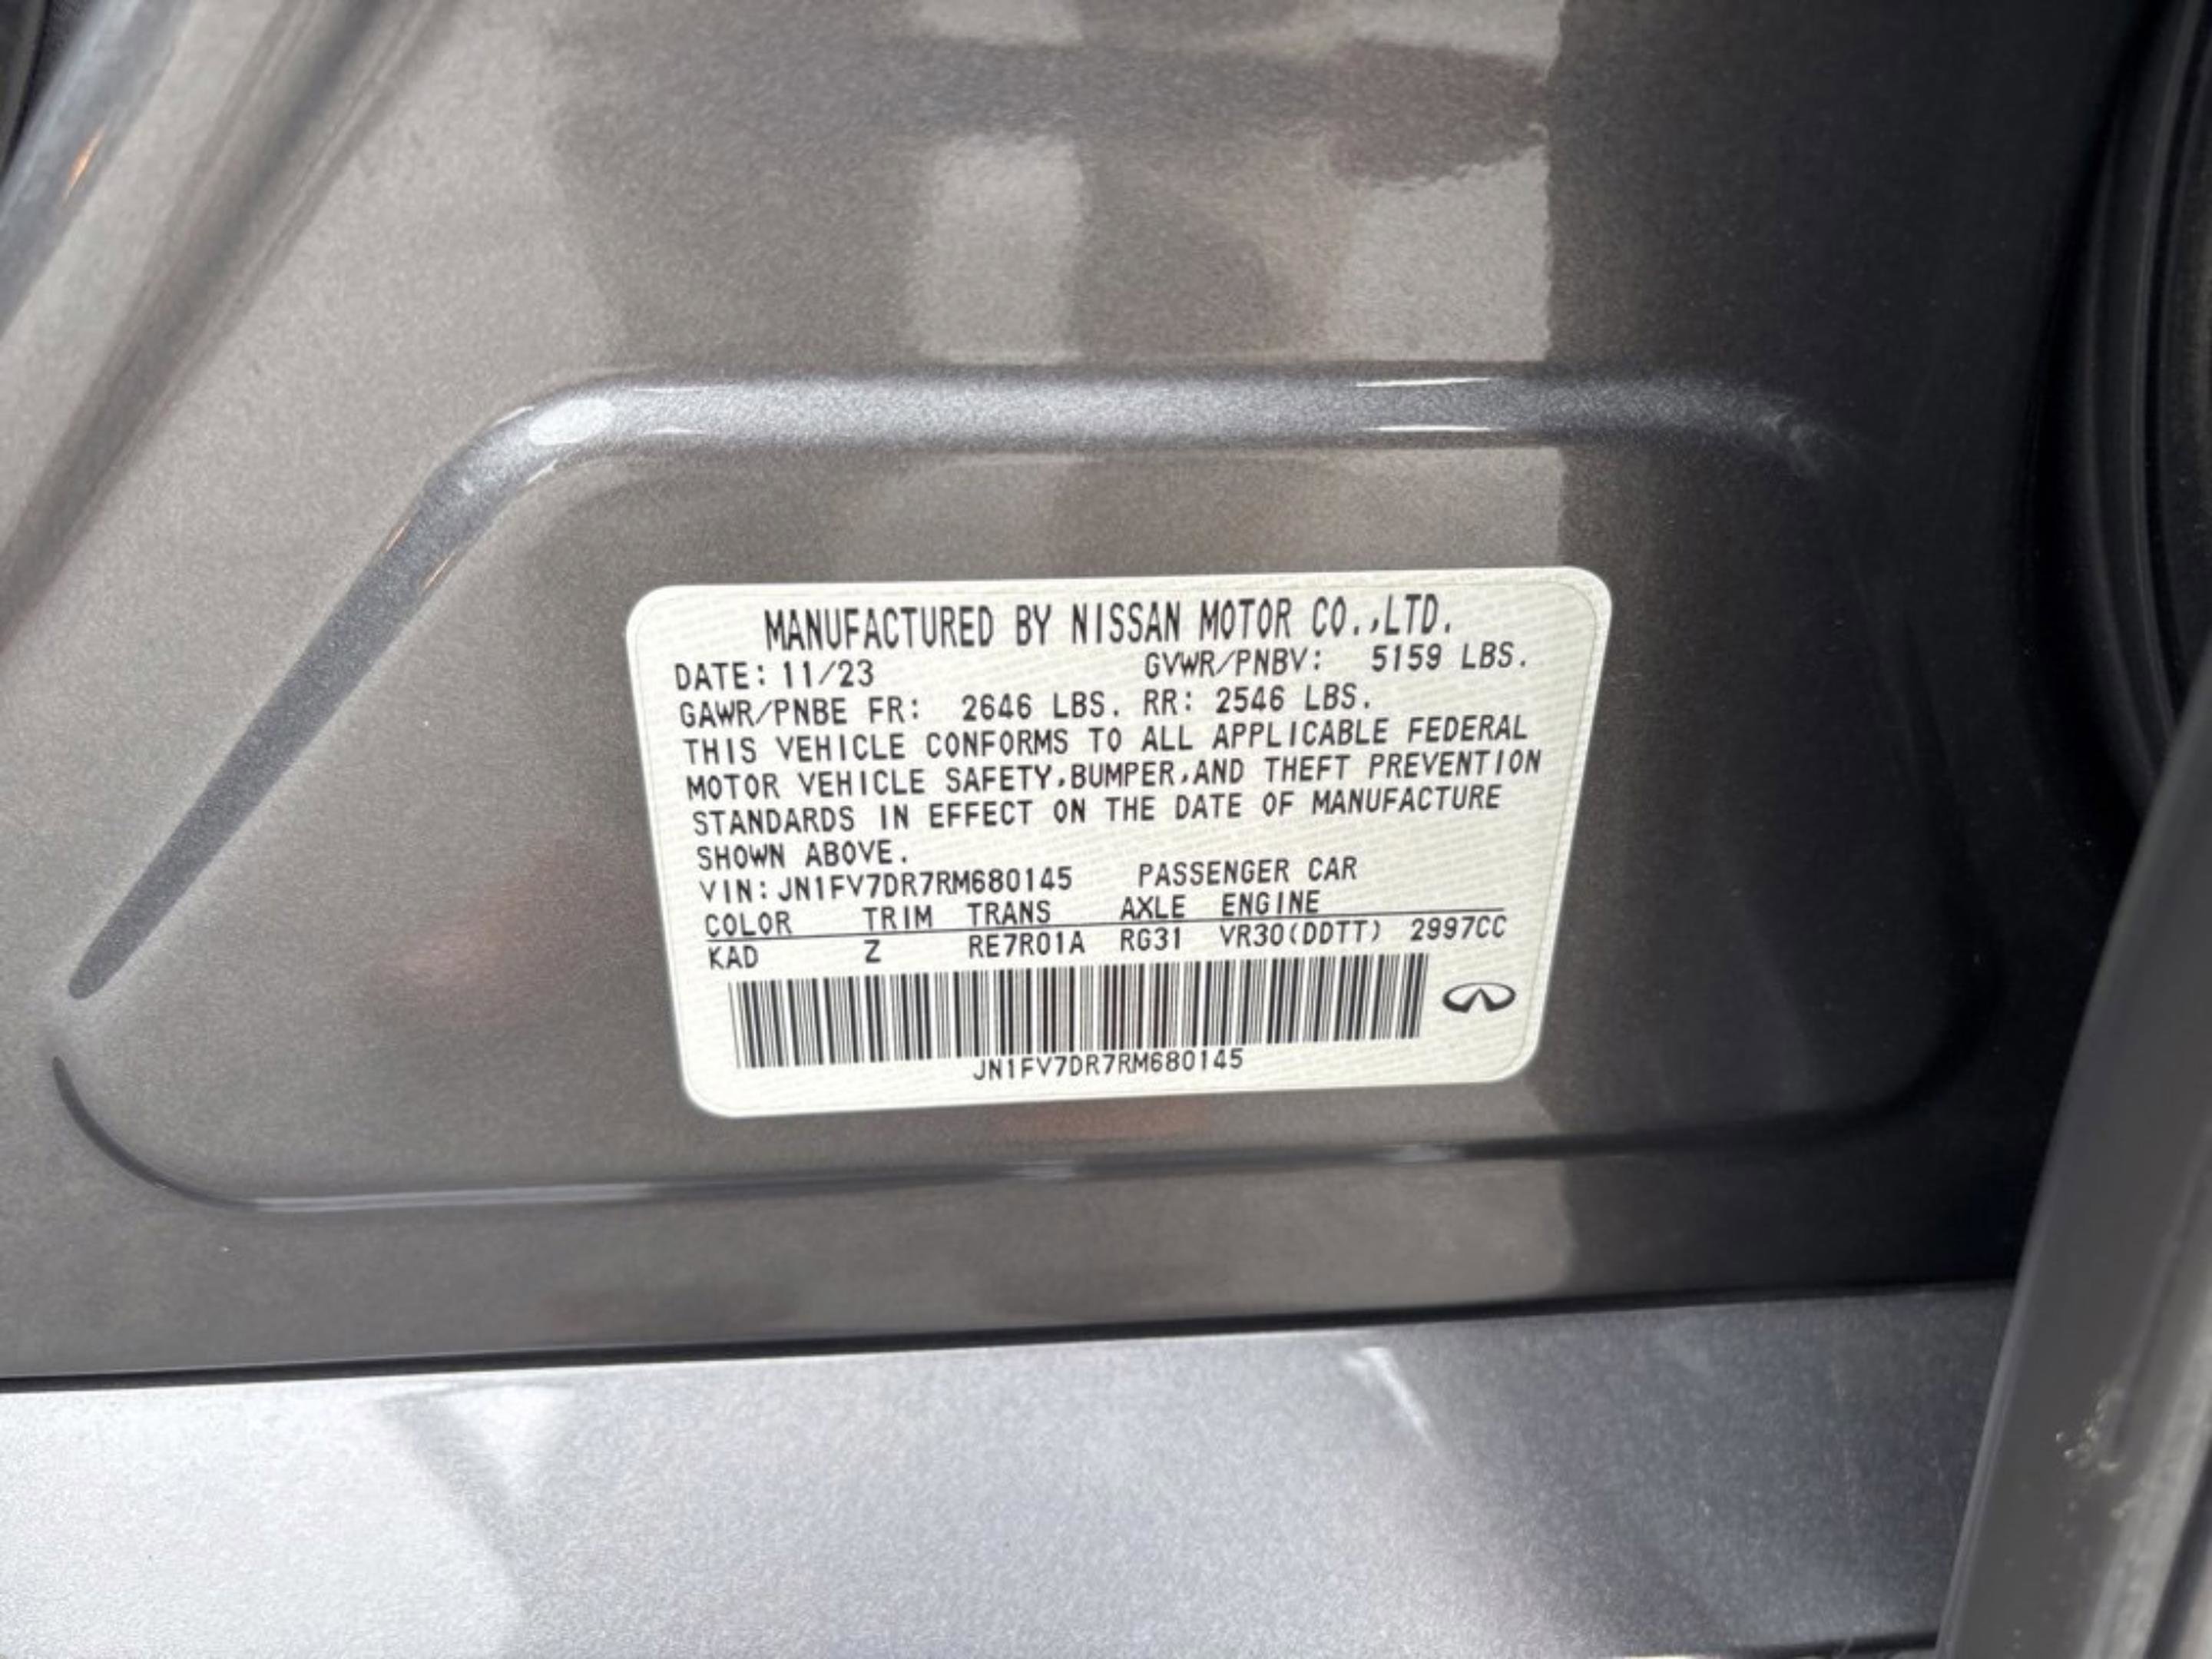 MANUFACTURED BY NISSAN MOTOR CO.,LTD.
DATE: 11/23 GVWR/PNBV: 5159 LBS.
GAWR/PNBE FR: 2646 LBS. RR: 2546 LBS.
THIS VEHICLE CONFORMS TO ALL APPLICABLE FEDERAL
MOTOR VEHICLE SAFETY,BUMPER,AND THEFT PREVENTION
STANDARDS IN EFFECT ON THE DATE OF MANUFACTURE
SHOWN ABOVE.
VIN: JN1FV7DR7RM680145 PASSENGER CAR
COLOR TRIM TRANS AXLE ENGINE
KAD Z RE7R01A RG31 VR30(DDTT) 2997CC
JN1FV7DR7RM680145